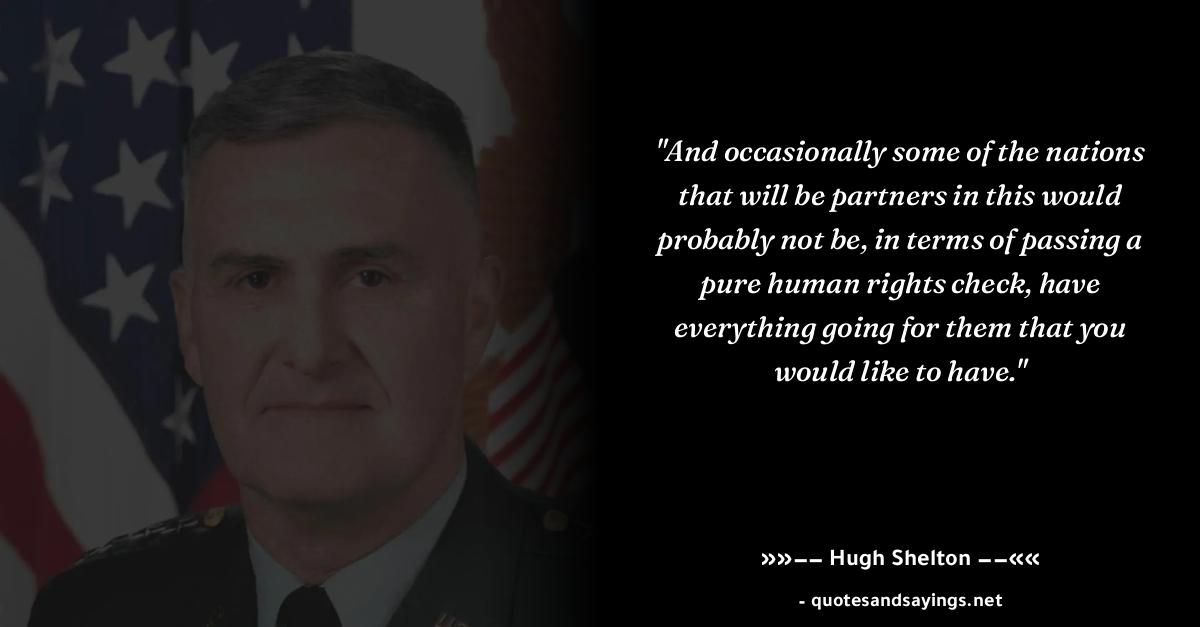 "And occasionally some of the nations
that will be partners in this would
probably not be, in terms of passing a
pure human rights check, have
everything going for them that you
would like to have."
»»–– Hugh Shelton ––««
- quotesandsayings.net